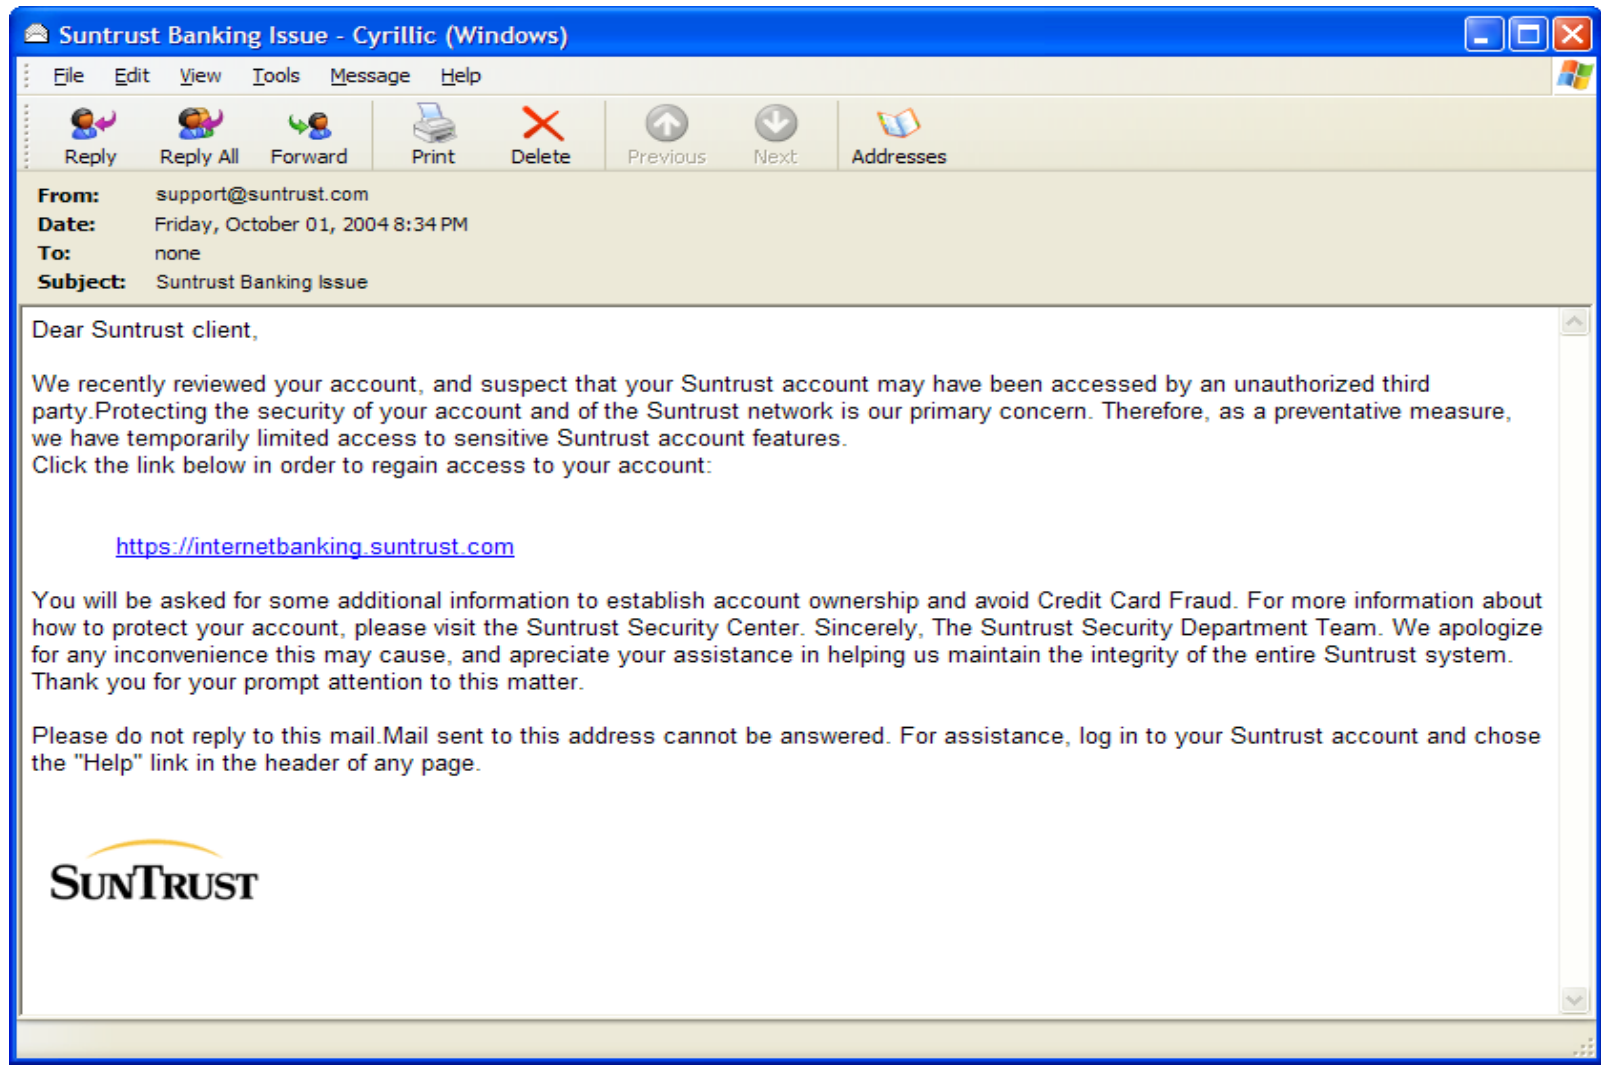 Suntrust Banking Issue - Cyrillic (Windows)
File Edit View Tools Message Help
Reply Reply All Forward Print Delete Previous Next Addresses
From: support@suntrust.com
Date: Friday, October 01, 2004 8:34 PM
To: none
Subject: Suntrust Banking Issue
Dear Suntrust client,
We recently reviewed your account, and suspect that your Suntrust account may have been accessed by an unauthorized third
party.Protecting the security of your account and of the Suntrust network is our primary concern. Therefore, as a preventative measure,
we have temporarily limited access to sensitive Suntrust account features.
Click the link below in order to regain access to your account:
https://internetbanking.suntrust.com
You will be asked for some additional information to establish account ownership and avoid Credit Card Fraud. For more information about
how to protect your account, please visit the Suntrust Security Center. Sincerely, The Suntrust Security Department Team. We apologize
for any inconvenience this may cause, and apreciate your assistance in helping us maintain the integrity of the entire Suntrust system.
Thank you for your prompt attention to this matter.
Please do not reply to this mail.Mail sent to this address cannot be answered. For assistance, log in to your Suntrust account and chose
the "Help" link in the header of any page.
SUNTRUST